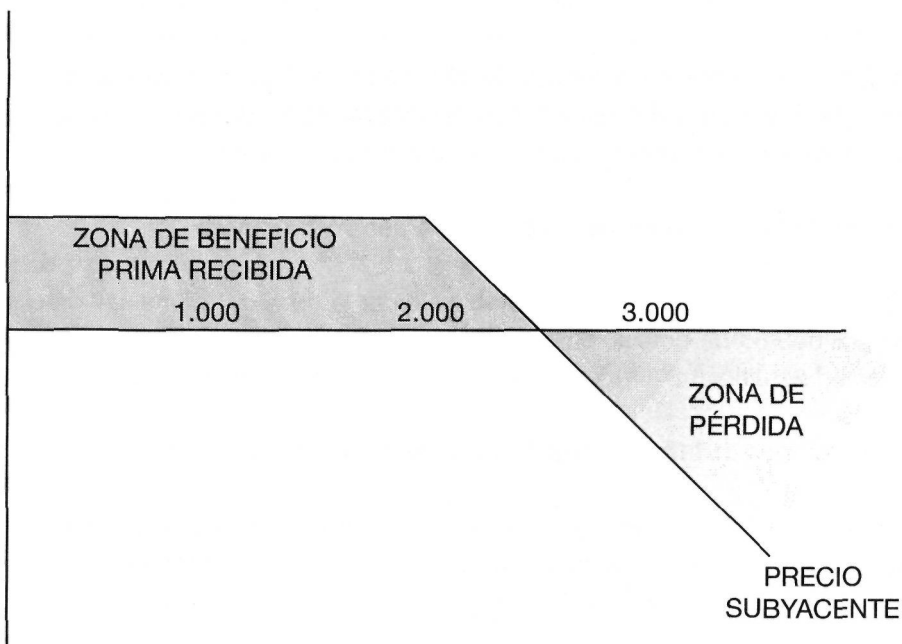 ZONA DE BENEFICIO
PRIMA RECIBIDA
1.000 2.000 3.000
ZONA DE
PÉRDIDA
PRECIO
SUBYACENTE